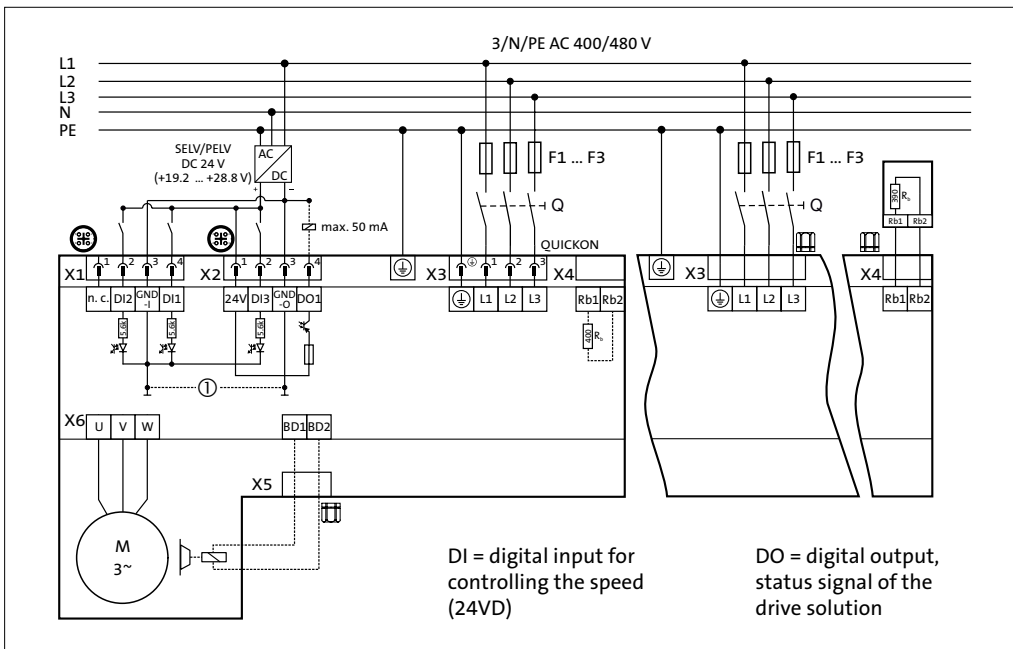 3/N/PE AC 400/480 V
L1
L2
L3
N
PE
SELV/PELV
DC 24 V
(+19.2 ... +28.8 V)
AC
DC
+ −
max. 50 mA
F1 ... F3
Q
QUICKON
F1 ... F3
Q
390 Rb
Rb1 Rb2
X1 1 2 3 4
X2 1 2 3 4
X3 1 2 3
X4
X3
X4
n. c. DI2 GND-I DI1
24V DI3 GND-O DO1
L1 L2 L3
Rb1 Rb2
L1 L2 L3
Rb1 Rb2
5.6k 5.6k 5.6k
400 Rb
①
X6 U V W
BD1 BD2
X5
M
3~
DI = digital input for
controlling the speed
(24VD)
DO = digital output,
status signal of the
drive solution